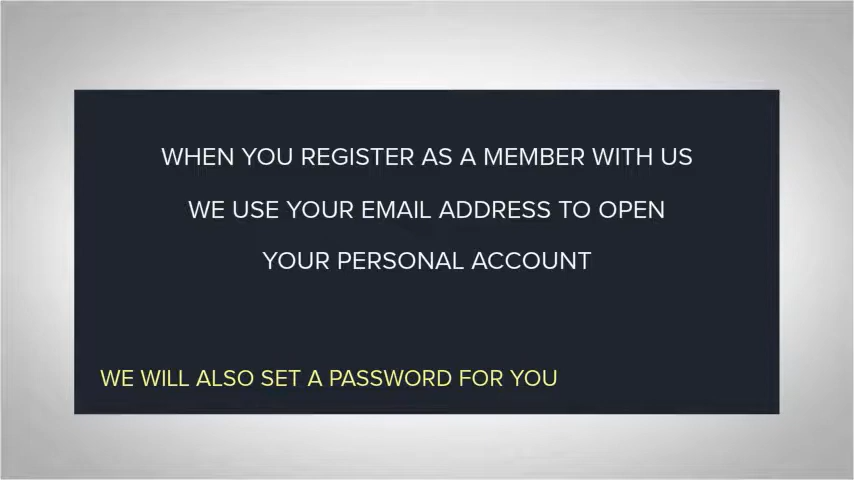 WHEN YOU REGISTER AS A MEMBER WITH US
WE USE YOUR EMAIL ADDRESS TO OPEN
YOUR PERSONAL ACCOUNT
WE WILL ALSO SET A PASSWORD FOR YOU